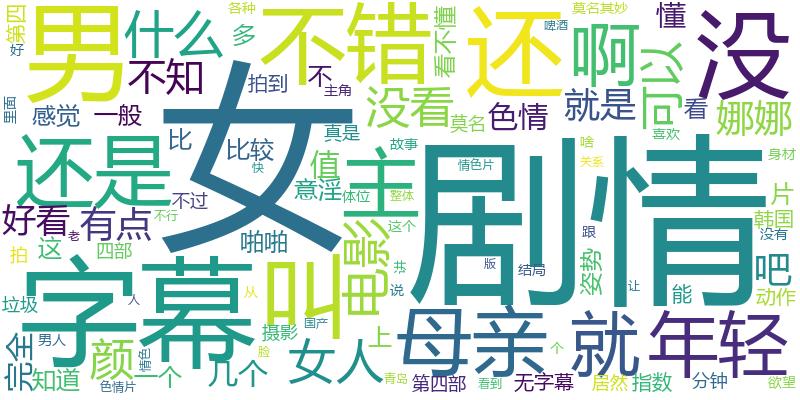 第四
各种
莫名其妙
好
男
什么
不错
还
啤酒
懂
没
多
看不懂
啊
可以
不知
拍到
不
主角
里面
感觉
一般
没看
莫名
色情
就是
看
娜娜
女
还是
比
比较
真是
故事
啥
喜欢
快
值
主
剧情
情色片
关系
身材
意淫
体位
整体
片
好看
有点
不过
不行
韩国
老
这
四部
啪啪
电影
这个
跟
没有
拍
字幕
叫
书
版
结局
姿势
吧
说
让
能
动作
垃圾
人
从
国产
母亲
就
年轻
男人
摄影
上
个
完全
颜
情色
脸
知道
一个
几个
女人
色情片
青岛
第四部
看到
无字幕
居然
指数
分钟
欲望